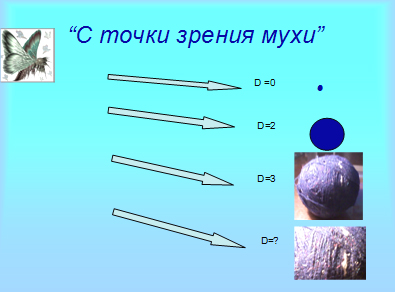 “С точки зрения мухи”
D =0
D=2
D=3
D=?